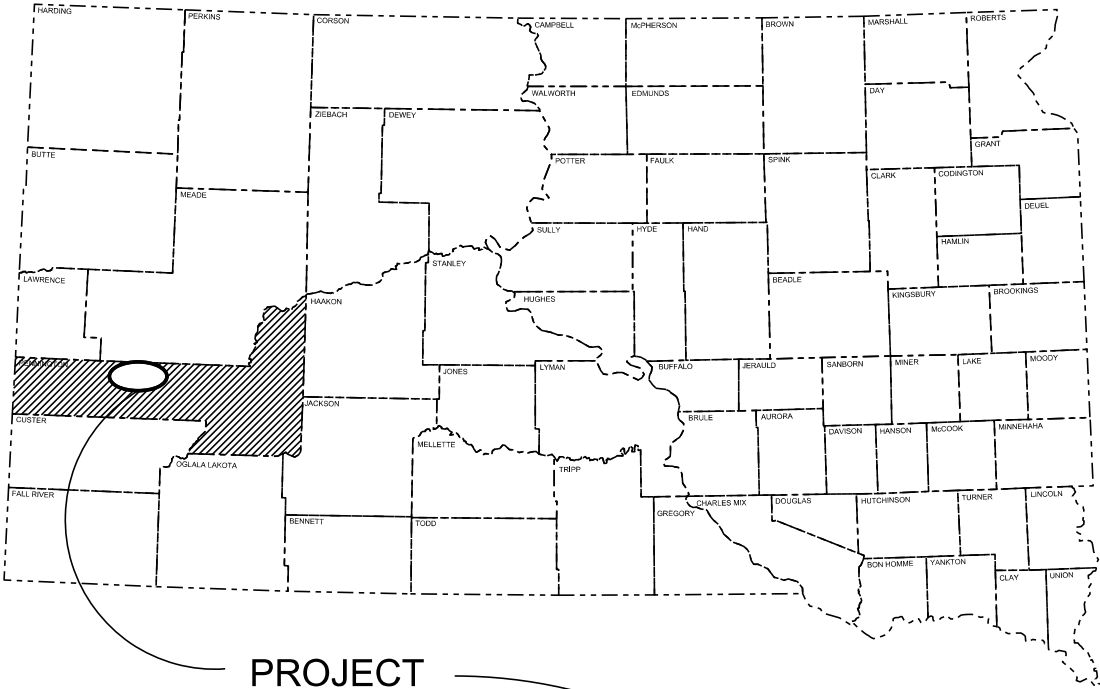 HARDING
PERKINS
CORSON
CAMPBELL
McPHERSON
BROWN
MARSHALL
ROBERTS
WALWORTH
EDMUNDS
DAY
ZIEBACH
DEWEY
GRANT
BUTTE
POTTER
FAULK
SPINK
CLARK
CODINGTON
MEADE
DEUEL
SULLY
HYDE
HAND
HAMLIN
STANLEY
LAWRENCE
BEADLE
HAAKON
HUGHES
KINGSBURY
BROOKINGS
PENNINGTON
JONES
LYMAN
BUFFALO
JERAULD
SANBORN
MINER
LAKE
MOODY
JACKSON
CUSTER
BRULE
AURORA
DAVISON
HANSON
McCOOK
MINNEHAHA
MELLETTE
OGLALA LAKOTA
TRIPP
FALL RIVER
CHARLES MIX
DOUGLAS
HUTCHINSON
TURNER
LINCOLN
GREGORY
BENNETT
TODD
BON HOMME
YANKTON
CLAY
UNION
PROJECT